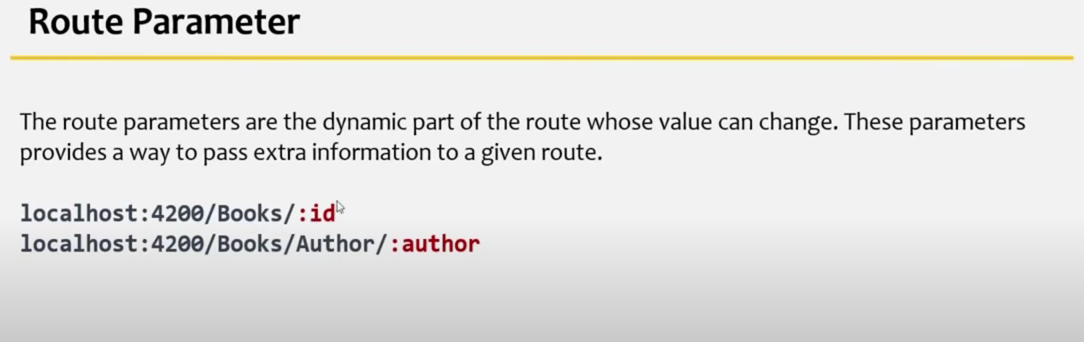 Route Parameter
The route parameters are the dynamic part of the route whose value can change. These parameters
provides a way to pass extra information to a given route.
localhost:4200/Books/:id
localhost:4200/Books/Author/:author